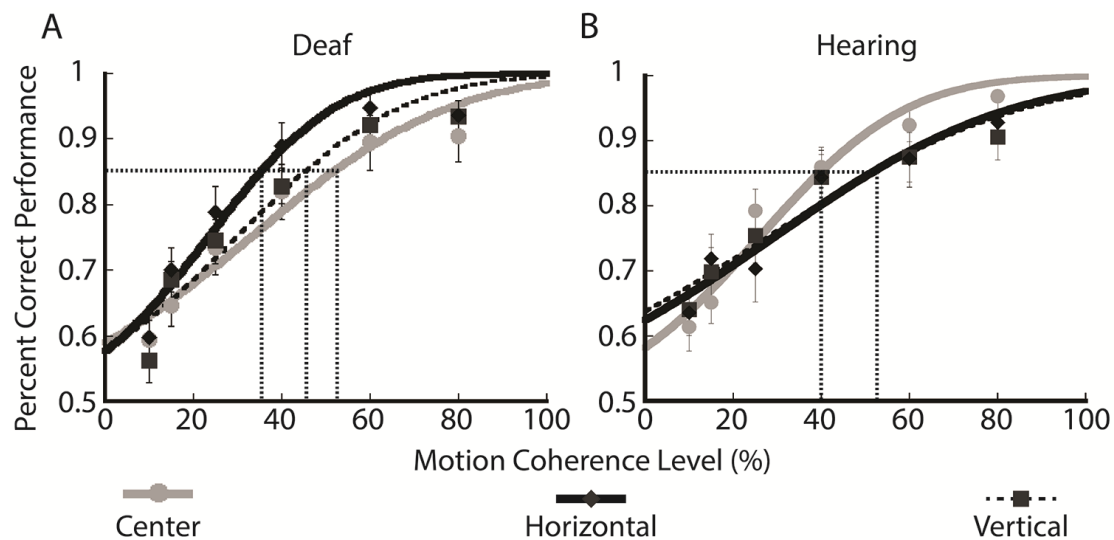 A
Deaf
B
Hearing
Percent Correct Performance
1
0.9
0.8
0.7
0.6
0.5
0
20
40
60
80
100
1
0.9
0.8
0.7
0.6
0.5
0
20
40
60
80
100
Motion Coherence Level (%)
Center
Horizontal
Vertical